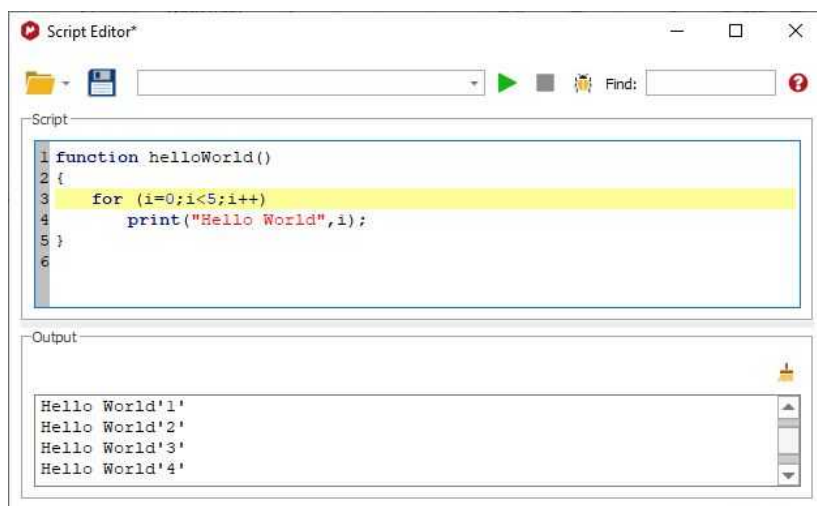 Script Editor*
Find:
Script
1 function helloWorld()
2 {
3 for (i=0;i<5;i++)
4 print("Hello World",i);
5 }
6
Output
Hello World'1'
Hello World'2'
Hello World'3'
Hello World'4'